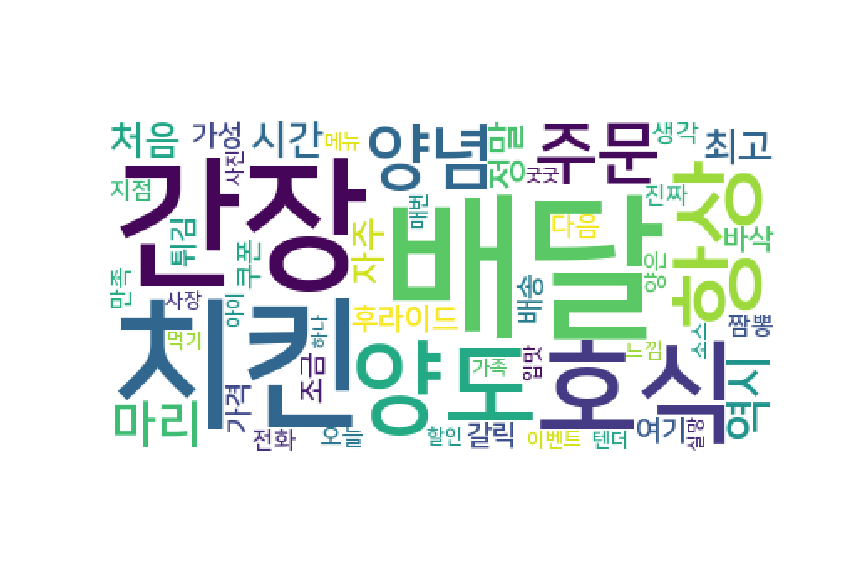 처음
가성
시간
메뉴
양념
정말
주문
생각
최고
사진
굿굿
지점
간장
튀김
쿠폰
자주
매번
배달
다음
항상
진짜
바삭
만족
사장
아이
후라이드
배송
양은
짬뽕
먹기
치킨
하나
양도
호식
느낌
소스
조금
가족
입맛
역시
마리
가격
전화
오늘
할인
갈릭
이벤트
텐더
여기
실망